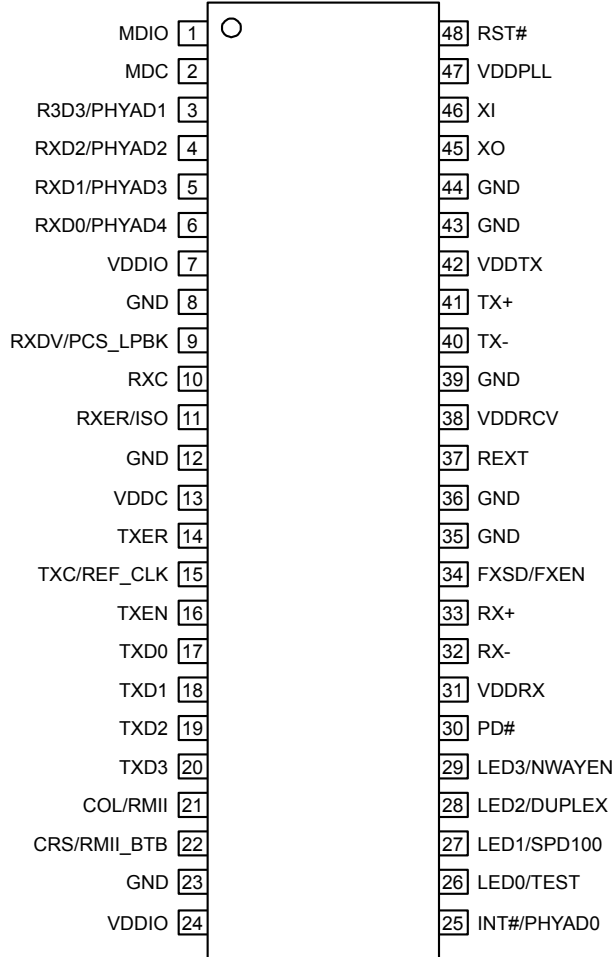 MDIO 1 48 RST#
MDC 2 47 VDDPLL
R3D3/PHYAD1 3 46 XI
RXD2/PHYAD2 4 45 XO
RXD1/PHYAD3 5 44 GND
RXD0/PHYAD4 6 43 GND
VDDIO 7 42 VDDTX
GND 8 41 TX+
RXDV/PCS_LPBK 9 40 TX-
RXC 10 39 GND
RXER/ISO 11 38 VDDRCV
GND 12 37 REXT
VDDC 13 36 GND
TXER 14 35 GND
TXC/REF_CLK 15 34 FXSD/FXEN
TXEN 16 33 RX+
TXD0 17 32 RX-
TXD1 18 31 VDDRX
TXD2 19 30 PD#
TXD3 20 29 LED3/NWAYEN
COL/RMII 21 28 LED2/DUPLEX
CRS/RMII_BTB 22 27 LED1/SPD100
GND 23 26 LED0/TEST
VDDIO 24 25 INT#/PHYAD0